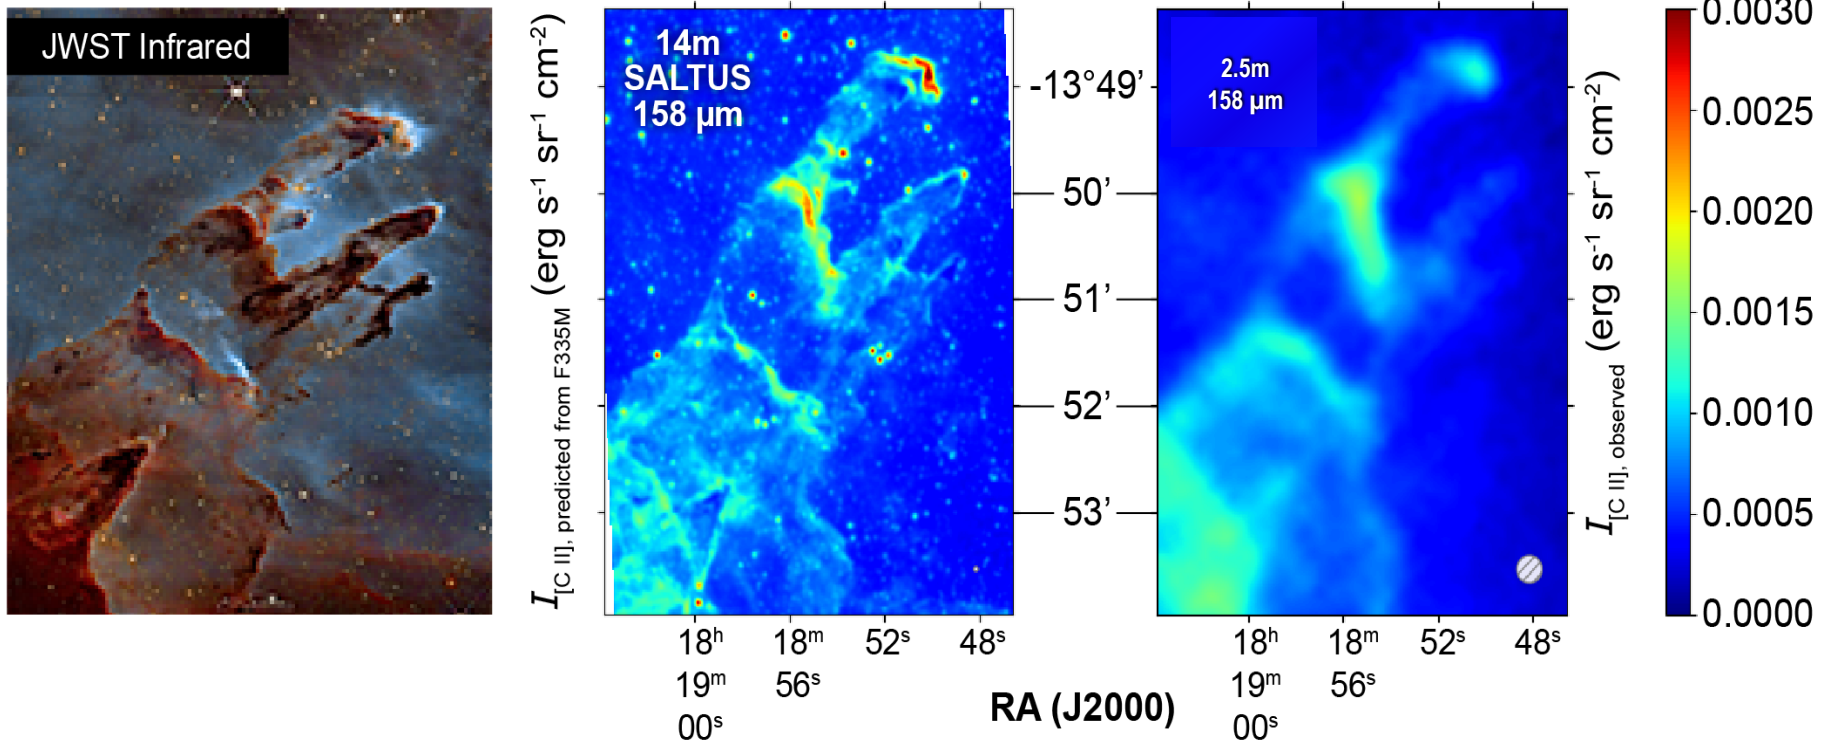 JWST Infrared
I[C II], predicted from F335M (erg s-1 sr-1 cm-2)
14m
SALTUS
158 µm
-13°49'
50'
51'
52'
53'
2.5m
158 µm
I[C II], observed (erg s-1 sr-1 cm-2)
0.0030
0.0025
0.0020
0.0015
0.0010
0.0005
0.0000
18h 18m 52s 48s
19m 56s
00s
18h 18m 52s 48s
19m 56s
00s
RA (J2000)